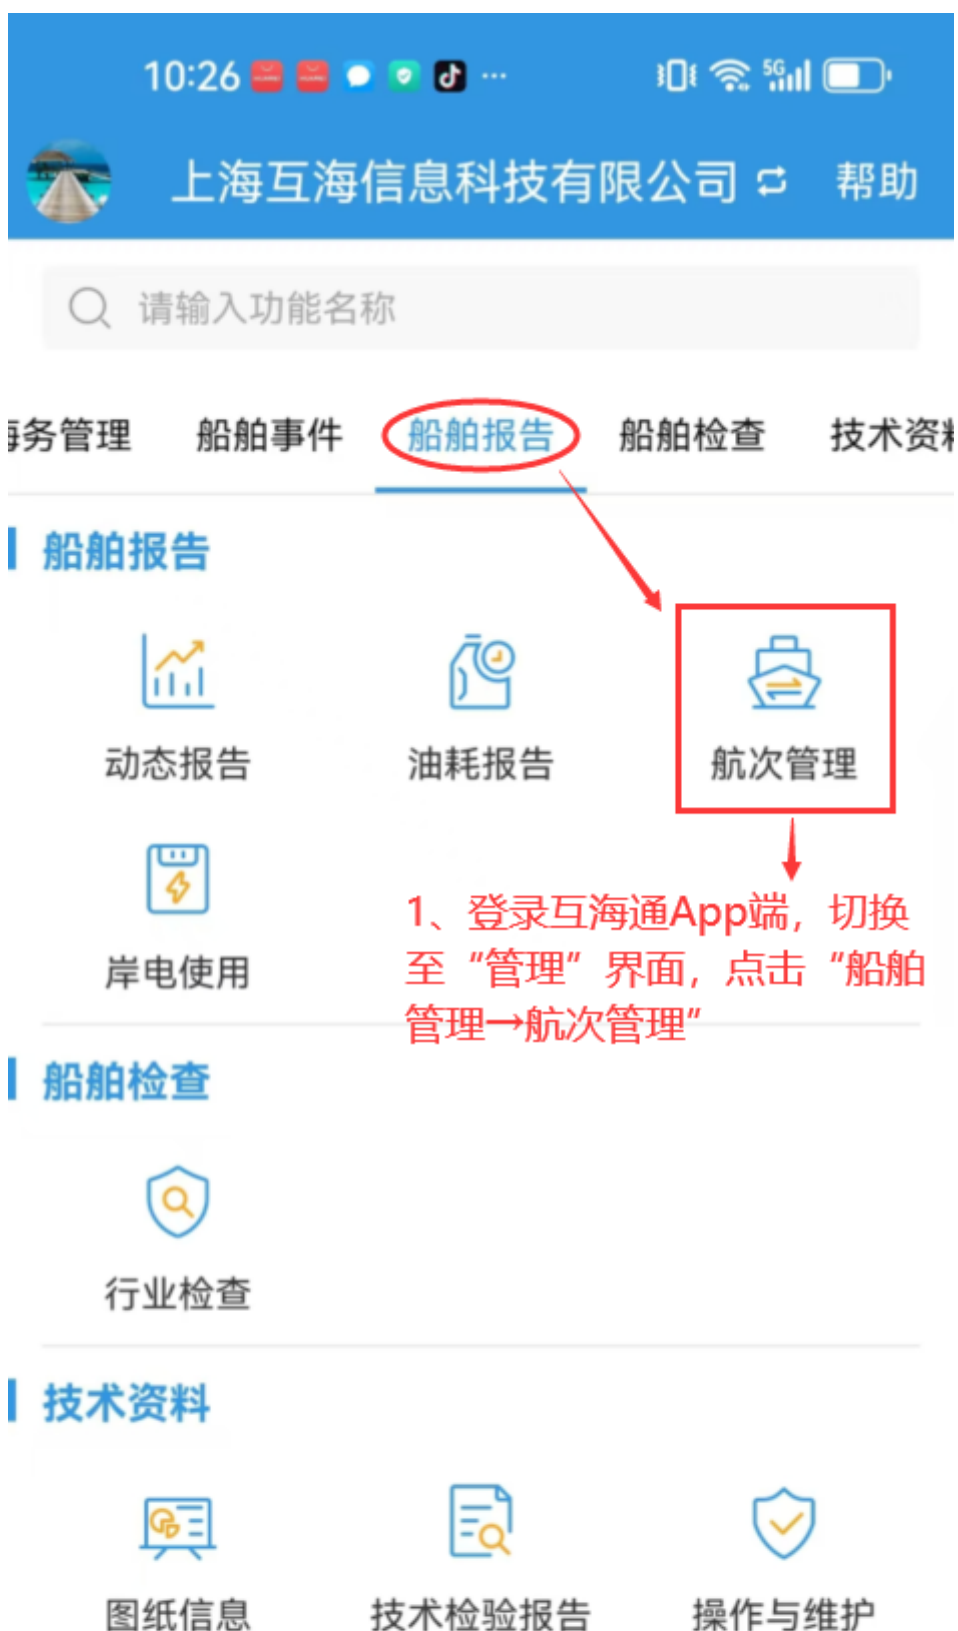 10:26 ··· 5G
上海互海信息科技有限公司 帮助
请输入功能名称
务管理 船舶事件 船舶报告 船舶检查 技术资
船舶报告
动态报告 油耗报告 航次管理
岸电使用
1、登录互海通App端，切换
至“管理”界面，点击“船舶
管理→航次管理”
船舶检查
行业检查
技术资料
图纸信息 技术检验报告 操作与维护